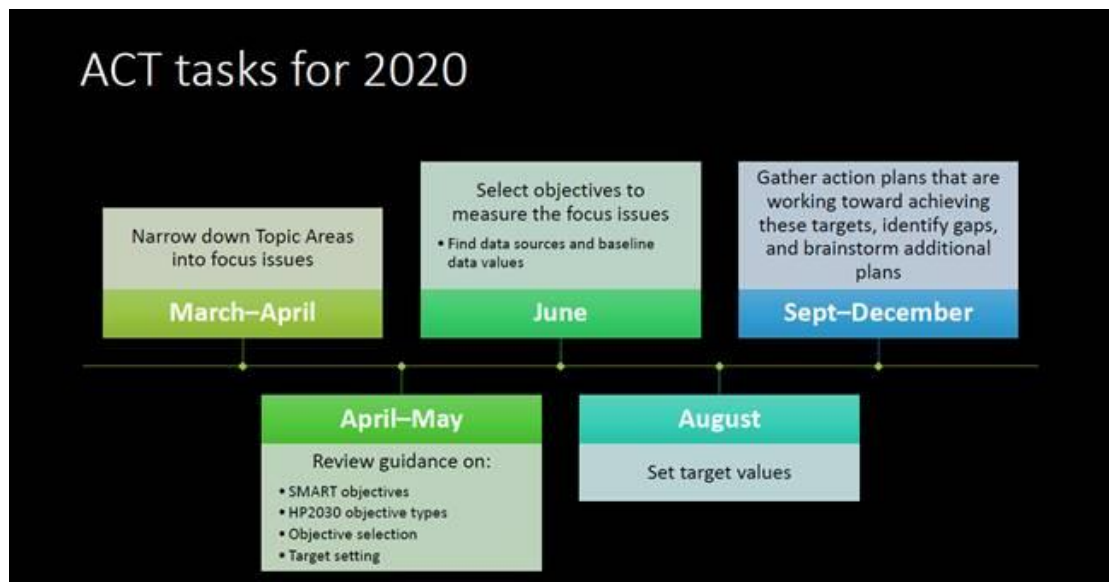 ACT tasks for 2020
Narrow down Topic Areas
into focus issues
March–April
April–May
Review guidance on:
• SMART objectives
• HP2030 objective types
• Objective selection
• Target setting
Select objectives to
measure the focus issues
• Find data sources and baseline
data values
June
August
Set target values
Gather action plans that are
working toward achieving
these targets, identify gaps,
and brainstorm additional
plans
Sept–December